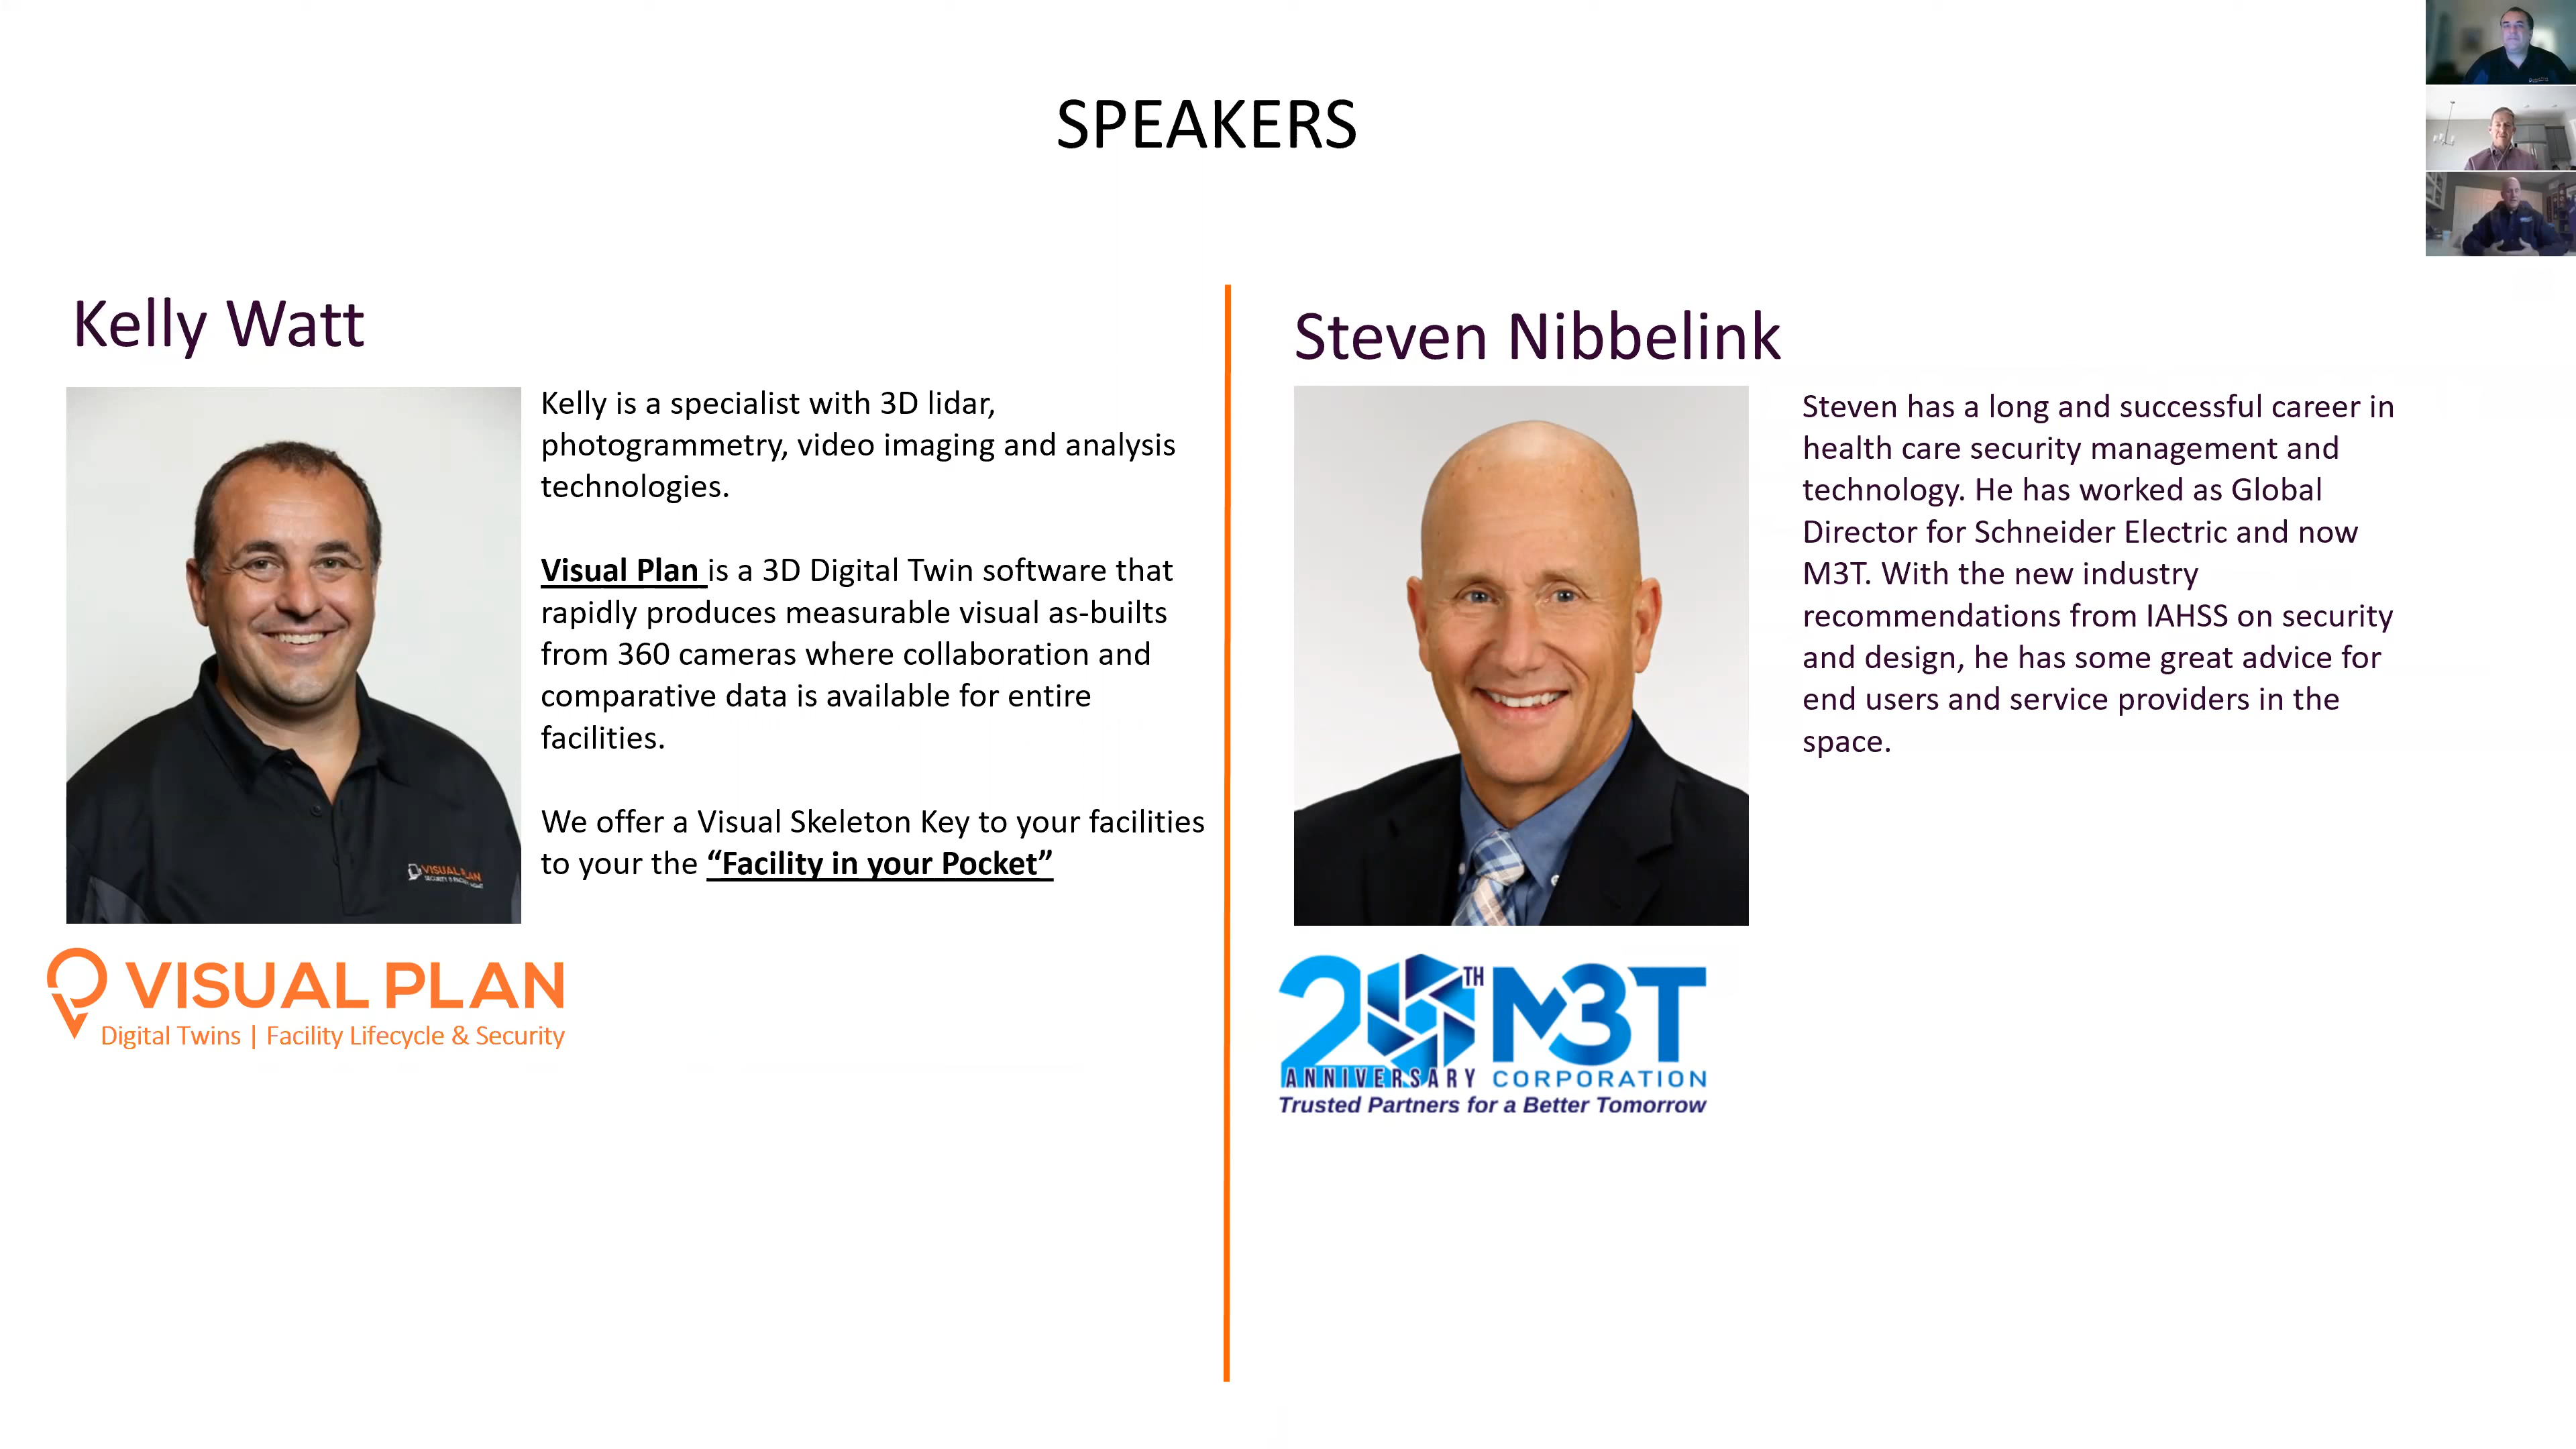 SPEAKERS
Kelly Watt
Kelly is a specialist with 3D lidar,
photogrammetry, video imaging and analysis
technologies.
Visual Plan is a 3D Digital Twin software that
rapidly produces measurable visual as-builts
from 360 cameras where collaboration and
comparative data is available for entire
facilities.
We offer a Visual Skeleton Key to your facilities
to your the “Facility in your Pocket”
VISUAL PLAN
VISUAL PLAN
Digital Twins | Facility Lifecycle & Security
Steven Nibbelink
Steven has a long and successful career in
health care security management and
technology. He has worked as Global
Director for Schneider Electric and now
M3T. With the new industry
recommendations from IAHSS on security
and design, he has some great advice for
end users and service providers in the
space.
20TH M3T
ANNIVERSARY CORPORATION
Trusted Partners for a Better Tomorrow